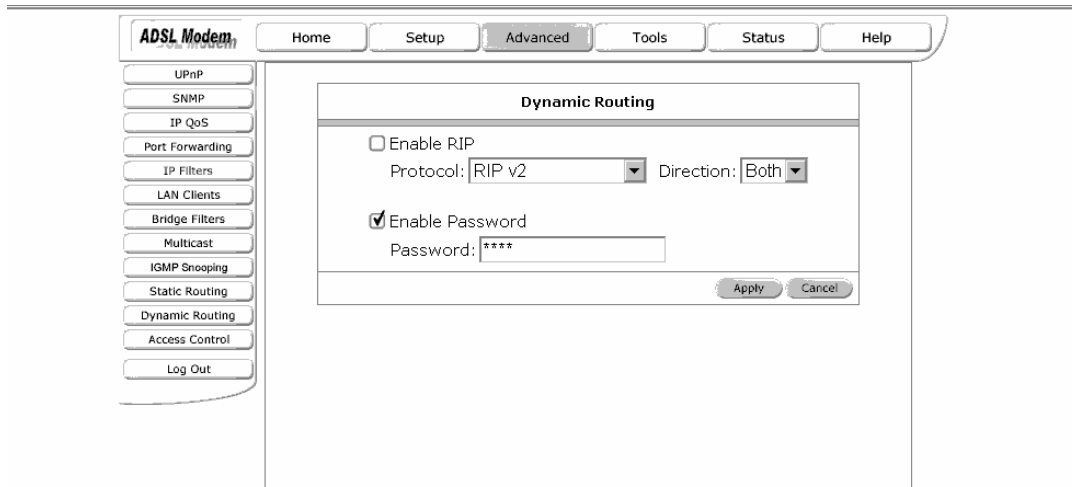 ADSL Modem Home Setup Advanced Tools Status Help
UPnP
SNMP
IP QoS
Port Forwarding
IP Filters
LAN Clients
Bridge Filters
Multicast
IGMP Snooping
Static Routing
Dynamic Routing
Access Control
Log Out
Dynamic Routing
Enable RIP
Protocol: RIP v2 Direction: Both
Enable Password
Password: ****
Apply Cancel